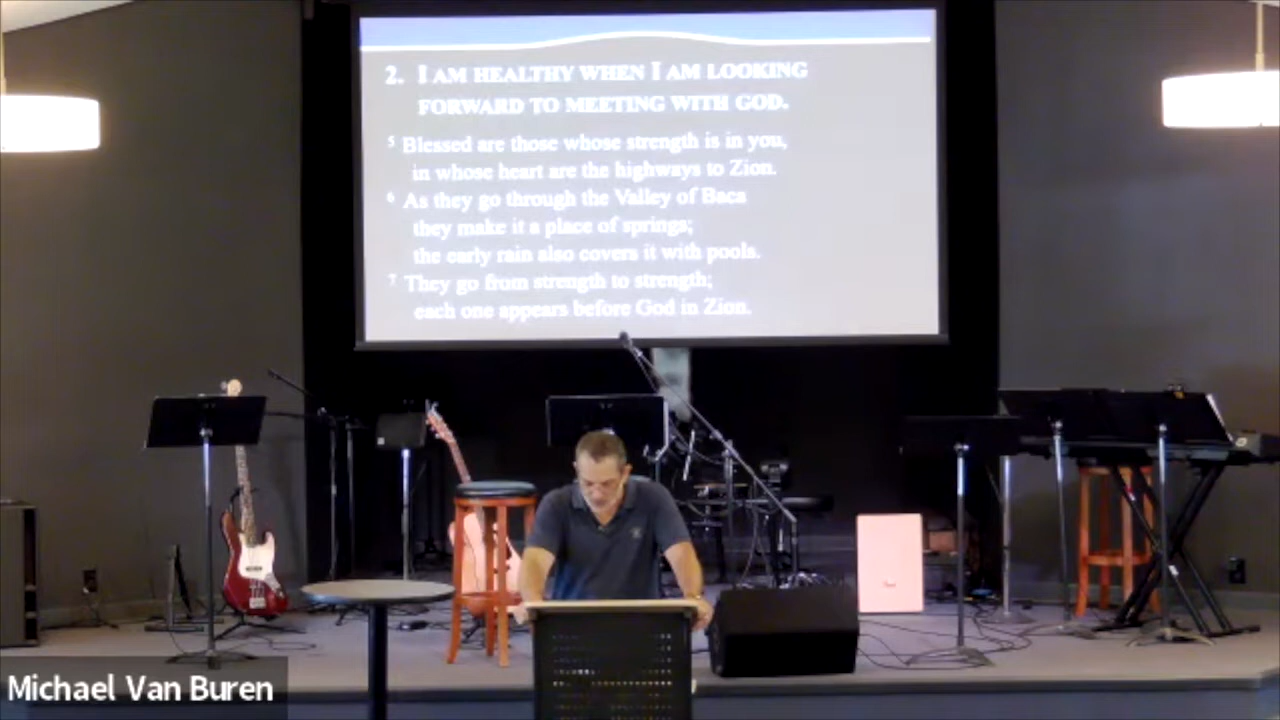 2. I AM HEALTHY WHEN I AM LOOKING
FORWARD TO MEETING WITH GOD.
5 Blessed are those whose strength is in you,
in whose heart are the highways to Zion.
6 As they go through the Valley of Baca
they make it a place of springs;
the early rain also covers it with pools.
7 They go from strength to strength;
each one appears before God in Zion.
Michael Van Buren